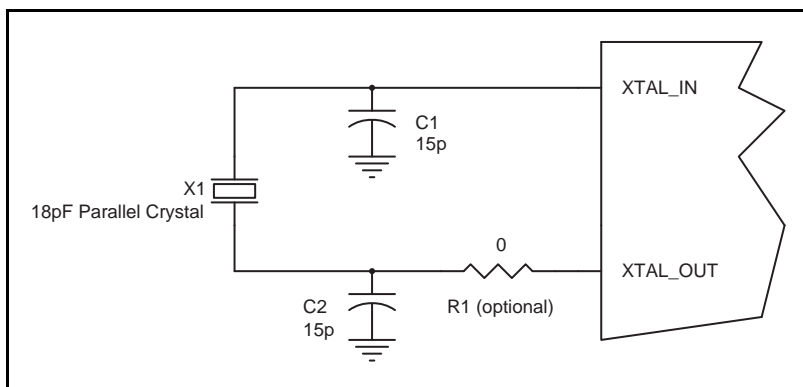 XTAL_IN
C1
15p
X1
18pF Parallel Crystal
0
XTAL_OUT
C2
15p
R1 (optional)